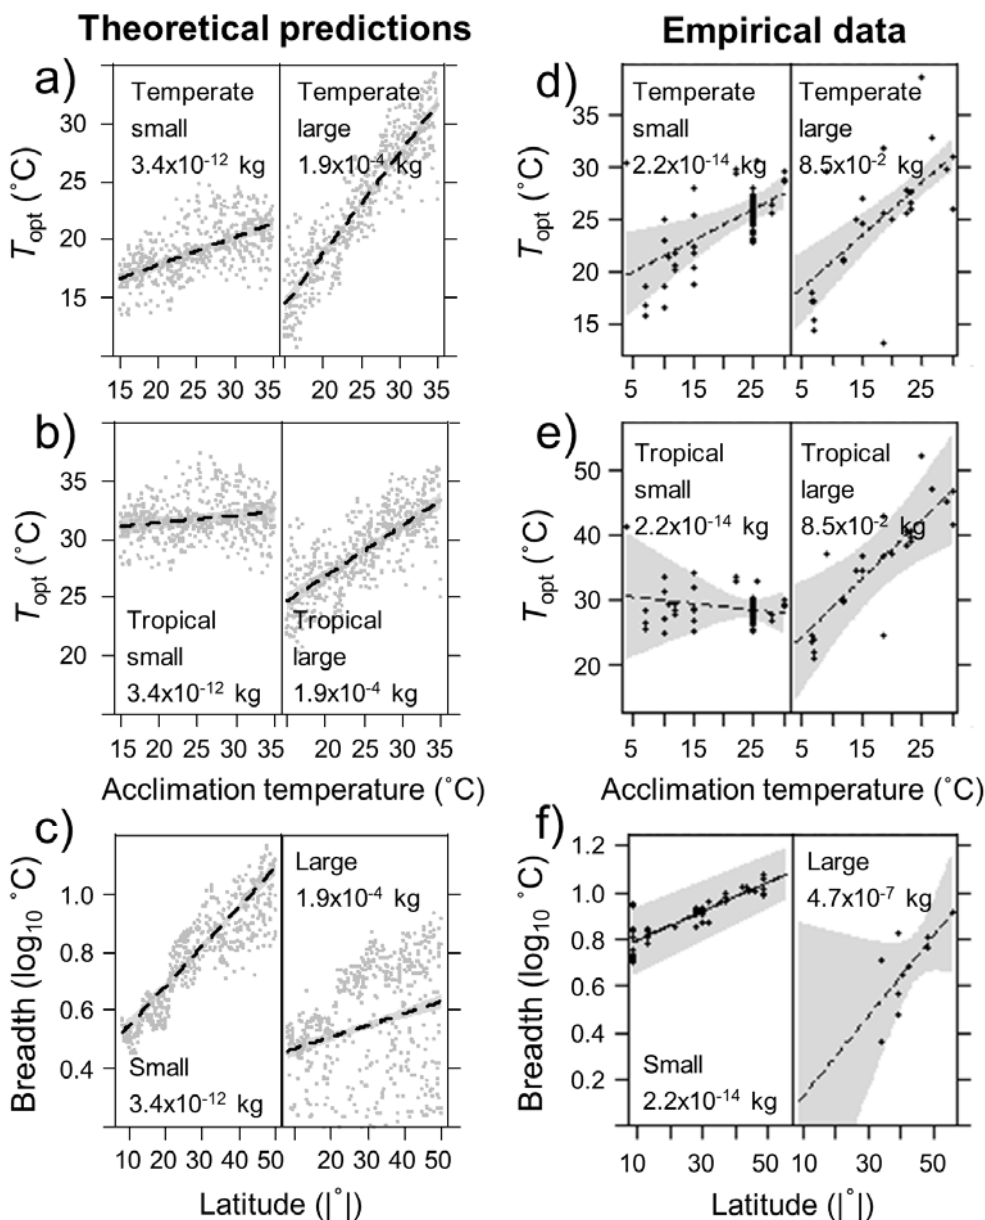 Theoretical predictions
Empirical data
a)
Temperate
small
3.4x10⁻¹² kg
Temperate
large
1.9x10⁻⁴ kg
T_opt (˚C)
30
25
20
15
15 20 25 30 35
20 25 30 35
d)
Temperate
small
2.2x10⁻¹⁴ kg
Temperate
large
8.5x10⁻² kg
T_opt (˚C)
35
30
25
20
15
5 15 25
5 15 25
b)
T_opt (˚C)
35
30
25
20
Tropical
small
3.4x10⁻¹² kg
Tropical
large
1.9x10⁻⁴ kg
15 20 25 30 35
20 25 30 35
Acclimation temperature (˚C)
e)
Tropical
small
2.2x10⁻¹⁴ kg
Tropical
large
8.5x10⁻² kg
T_opt (˚C)
50
40
30
20
5 15 25
5 15 25
Acclimation temperature (˚C)
c)
Breadth (log₁₀ ˚C)
1.0
0.8
0.6
0.4
Small
3.4x10⁻¹² kg
Large
1.9x10⁻⁴ kg
10 20 30 40 50
10 20 30 40 50
Latitude (|˚|)
f)
Breadth (log₁₀ ˚C)
1.2
1.0
0.8
0.6
0.4
0.2
Small
2.2x10⁻¹⁴ kg
Large
4.7x10⁻⁷ kg
10 30 50
10 30 50
Latitude (|˚|)